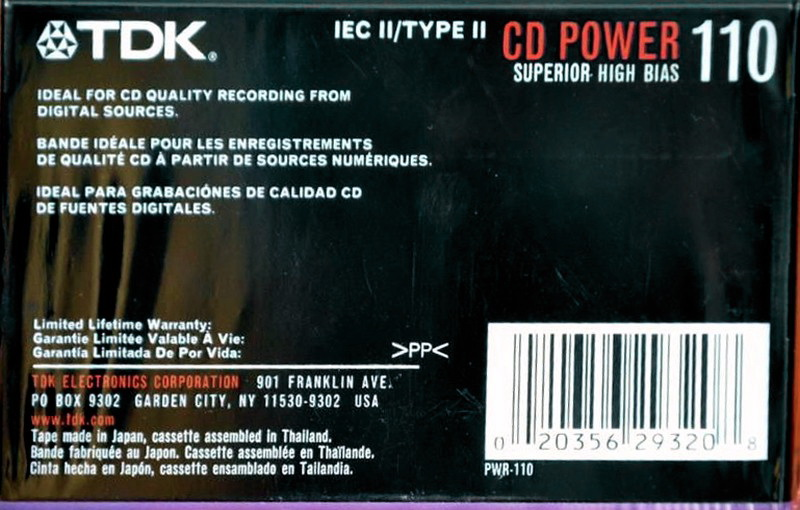 TDK®
IEC II/TYPE II
CD POWER 110
SUPERIOR HIGH BIAS
IDEAL FOR CD QUALITY RECORDING FROM
DIGITAL SOURCES.
BANDE IDÉALE POUR LES ENREGISTREMENTS
DE QUALITÉ CD À PARTIR DE SOURCES NUMÉRIQUES.
IDEAL PARA GRABACIÓNES DE CALIDAD CD
DE FUENTES DIGITALES.
Limited Lifetime Warranty:
Garantie Limitée Valable À Vie:
Garantía Limitada De Por Vida:
>PP<
TDK ELECTRONICS CORPORATION 901 FRANKLIN AVE.
PO BOX 9302 GARDEN CITY, NY 11530-9302 USA
www.tdk.com
Tape made in Japan, cassette assembled in Thailand.
Bande fabriquée au Japon. Cassette assemblée en Thaïlande.
Cinta hecha en Japón, cassette ensamblado en Tailandia.
0 20356 29320 8
PWR-110